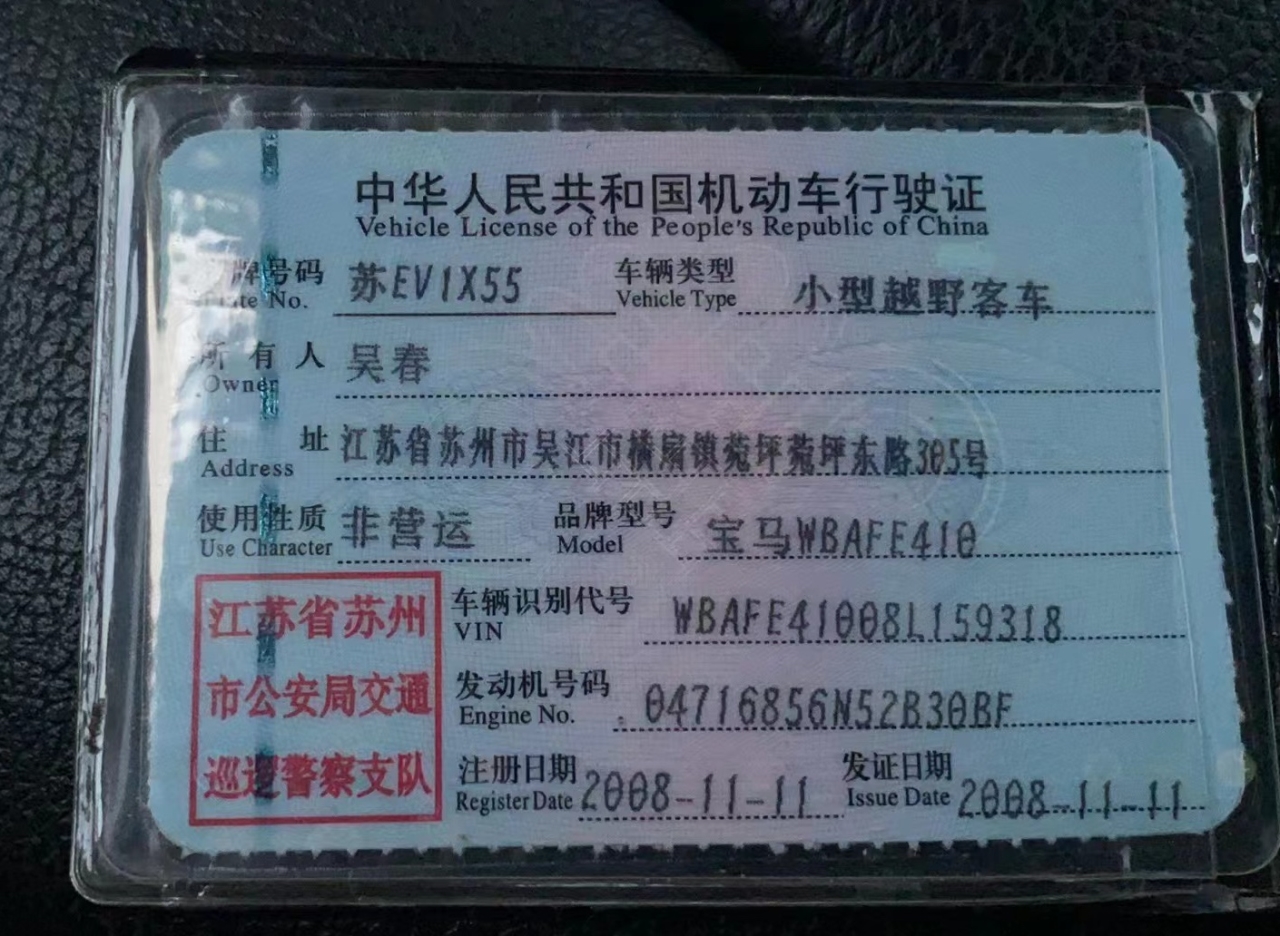 中华人民共和国机动车行驶证
Vehicle License of the People's Republic of China
牌号码 苏EV1X55 车辆类型 小型越野客车
Plate No. Vehicle Type
所有人 吴春
Owner
住址 江苏省苏州市吴江市横扇镇菀坪菀坪东路305号
Address
使用性质 非营运 品牌型号 宝马WBAFE410
Use Character Model
江苏省苏州
市公安局交通
巡逻警察支队
车辆识别代号 WBAFE41008L159318
VIN
发动机号码 04716856N52B30BF
Engine No.
注册日期 2008-11-11 发证日期 2008-11-11
Register Date Issue Date